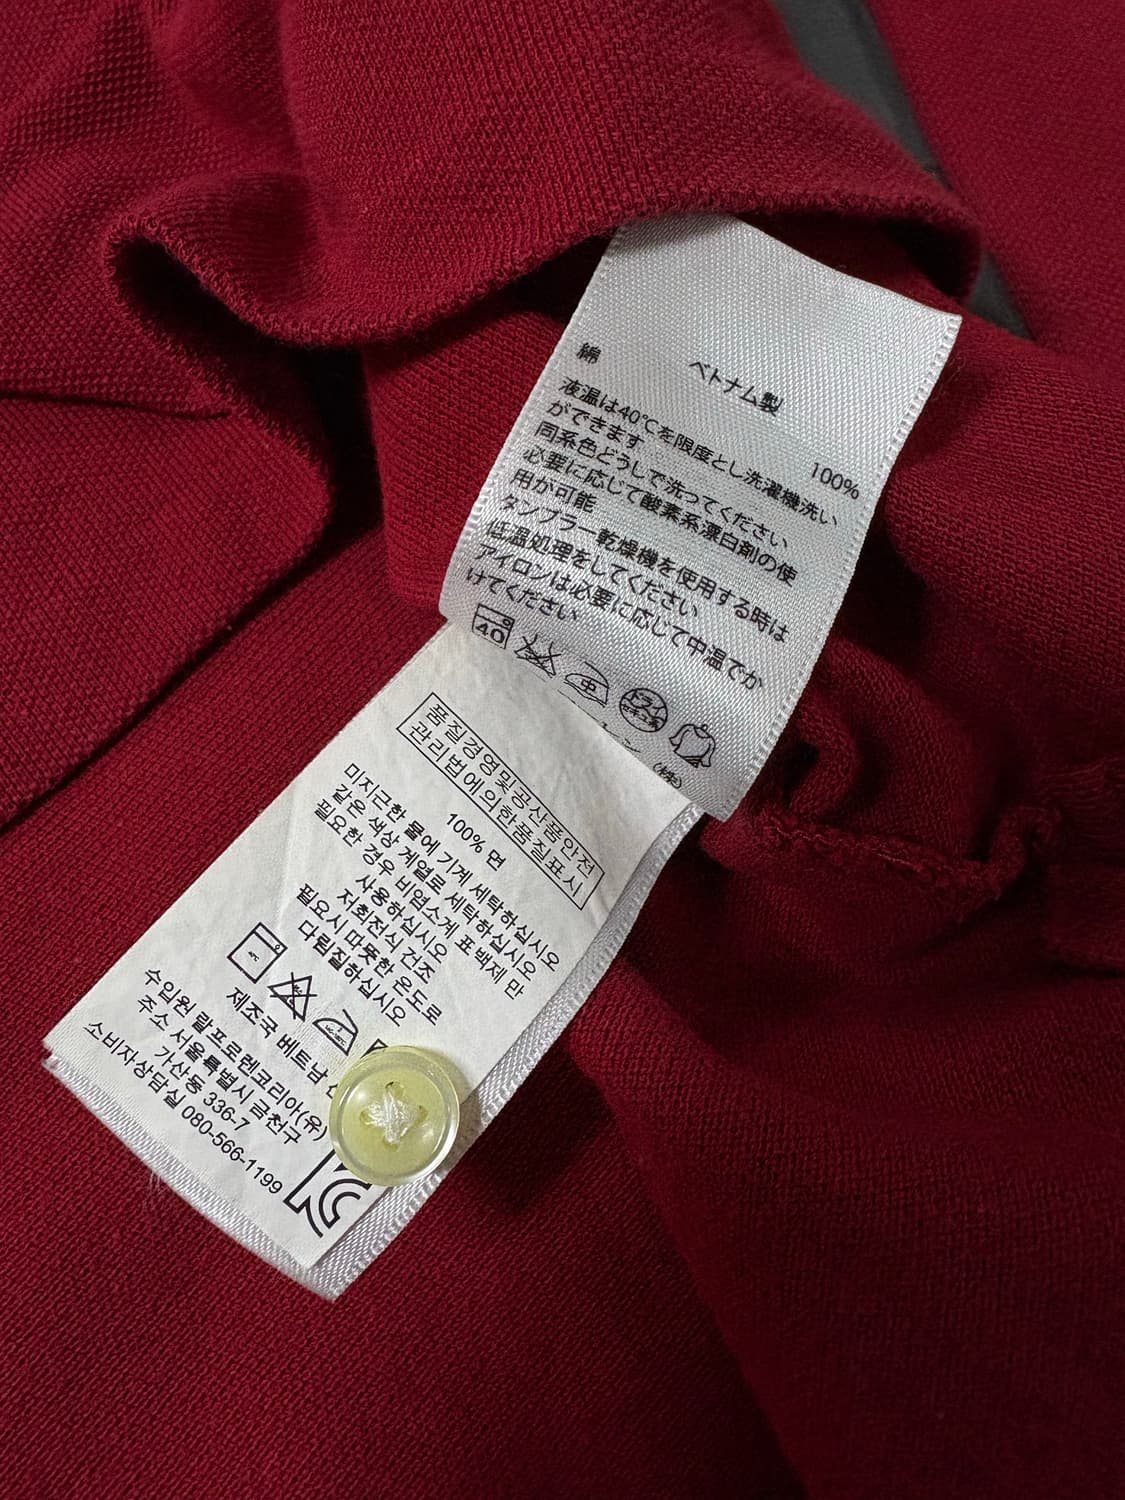 綿
ベトナム製
100%
液温は40℃を限度とし洗濯機洗い
ができます
同系色どうしで洗ってください
必要に応じて酸素系漂白剤の使
用が可能
タンブラー乾燥機を使用する時は
低温処理をしてください
アイロンは必要に応じて中温でか
けてください
40
中
ドライ
(株)
품질경영및공산품안전
관리법에의한품질표시
100% 면
미지근한 물에 기계 세탁하십시오
같은 색상 계열로 세탁하십시오
필요한 경우 비염소계 표백제 만
사용하십시오
저회전식 건조
필요시 따뜻한 온도로
다림질하십시오
제조국 베트남
수입원 랄프로렌코리아(유)
주소 서울특별시 금천구
가산동 336-7
소비자상담실 080-566-1199